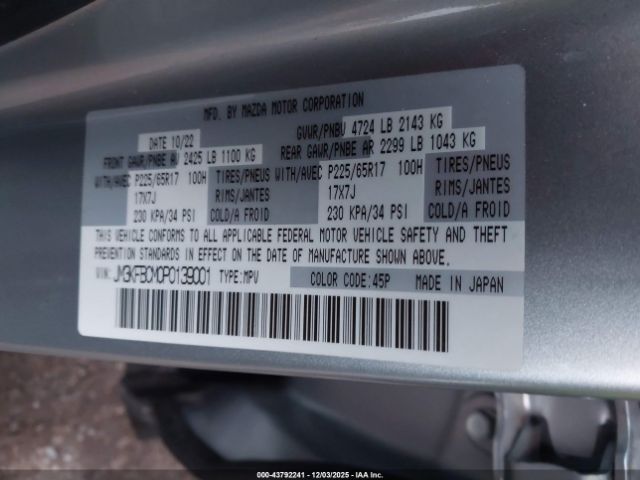 MFD. BY MAZDA MOTOR CORPORATION
DATE 10/22 GVWR/PNBV 4724 LB 2143 KG
FRONT GAWR/PNBE AV 2425 LB 1100 KG REAR GAWR/PNBE AR 2299 LB 1043 KG
WITH/AVEC P225/65R17 100H TIRES/PNEUS WITH/AVEC P225/65R17 100H TIRES/PNEUS
17X7J RIMS/JANTES 17X7J RIMS/JANTES
230 KPA/34 PSI COLD/A FROID 230 KPA/34 PSI COLD/A FROID
THIS VEHICLE CONFORMS TO ALL APPLICABLE FEDERAL MOTOR VEHICLE SAFETY AND THEFT
PREVENTION STANDARDS IN EFFECT ON THE DATE OF MANUFACTURE SHOWN ABOVE.
VIN: JM3KFBCM0P0139001 TYPE:MPV COLOR CODE:45P MADE IN JAPAN
000-43792241 - 12/03/2025 - IAA Inc.